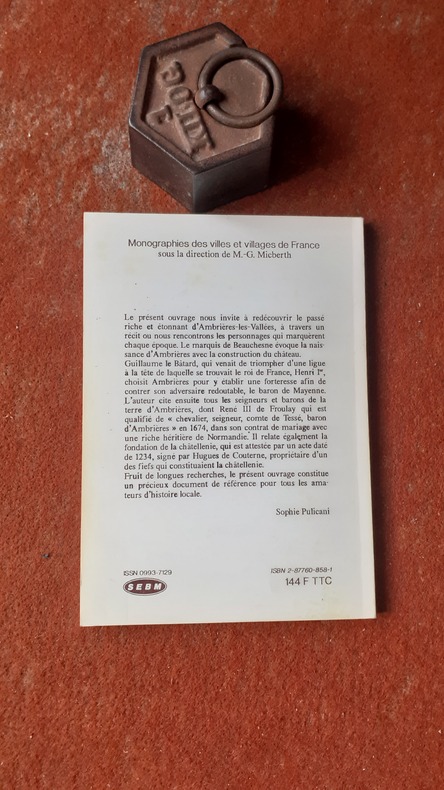 2
KILOG
Monographies des villes et villages de France
sous la direction de M.-G. Micberth
Le présent ouvrage nous invite à redécouvrir le passé
riche et étonnant d'Ambrières-les-Vallées, à travers un
récit ou nous rencontrons les personnages qui marquèrent
chaque époque. Le marquis de Beauchesne évoque la nais-
sance d'Ambrières avec la construction du château.
Guillaume le Bâtard, qui venait de triompher d'une ligue
à la tête de laquelle se trouvait le roi de France, Henri Ier,
choisit Ambrières pour y établir une forteresse afin de
contrer son adversaire redoutable, le baron de Mayenne.
L'auteur cite ensuite tous les seigneurs et barons de la
terre d'Ambrières, dont René III de Froulay qui est
qualifié de « chevalier, seigneur, comte de Tessé, baron
d'Ambrières » en 1674, dans son contrat de mariage avec
une riche héritière de Normandie. Il relate également la
fondation de la châtellenie, qui est attestée par un acte daté
de 1234, signé par Hugues de Couterne, propriétaire d'un
des fiefs qui constituaient la châtellenie.
Fruit de longues recherches, le présent ouvrage constitue
un précieux document de référence pour tous les ama-
teurs d'histoire locale.
Sophie Pulicani
ISSN 0993-7129
SEBM
ISBN 2-87760-858-1
144 F TTC